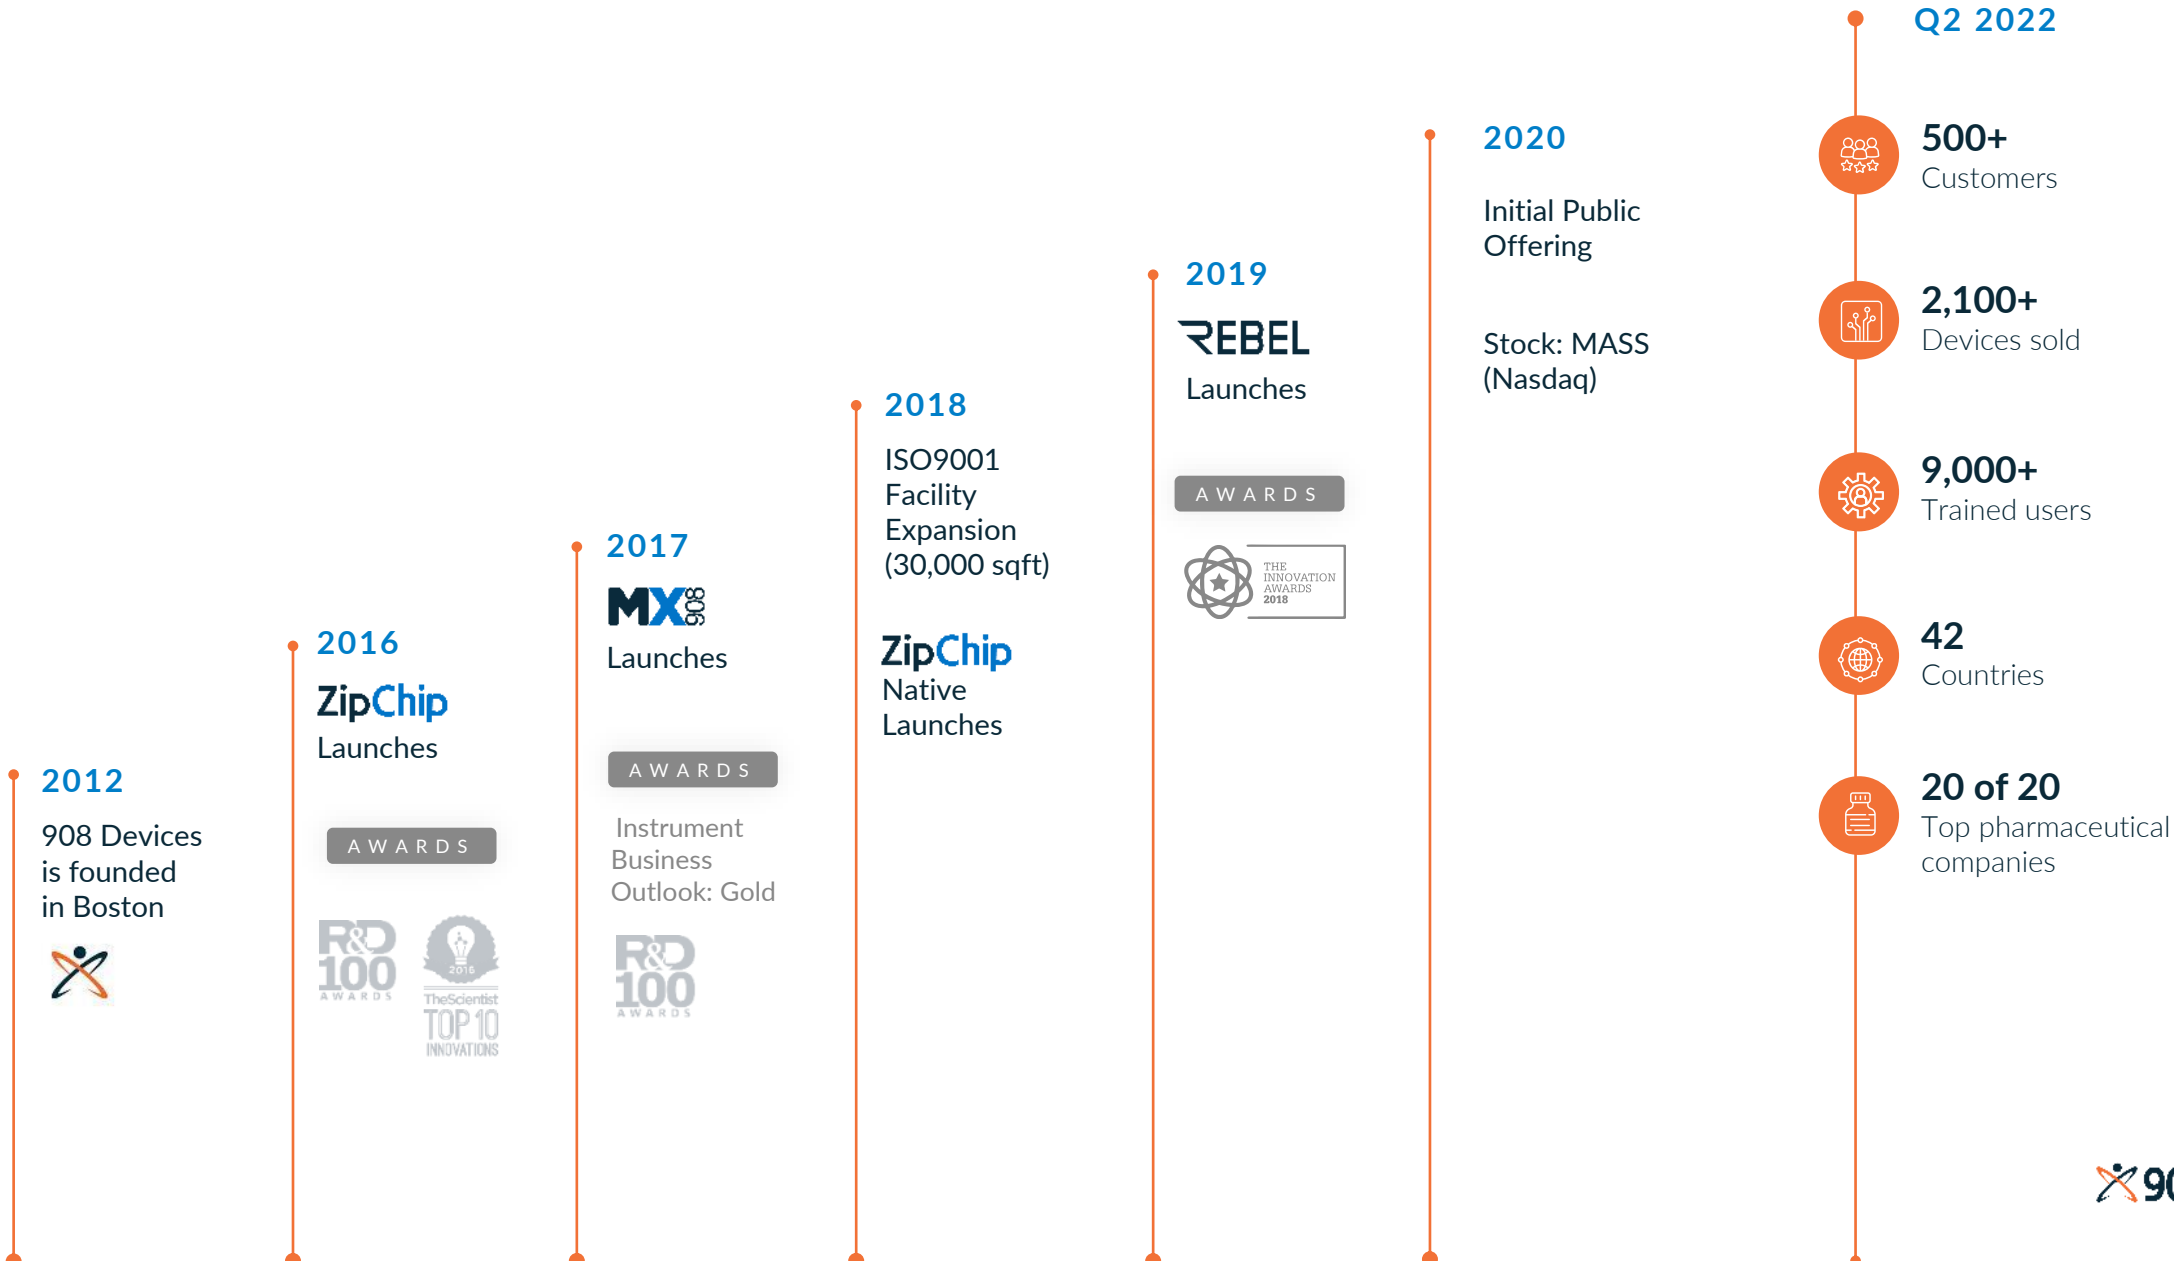 2012
908 Devices
is founded
in Boston
2016
ZipChip
Launches
AWARDS
R&D
100
AWARDS
2016
TheScientist
TOP 10
INNOVATIONS
2017
MX908
Launches
AWARDS
Instrument
Business
Outlook: Gold
R&D
100
AWARDS
2018
ISO9001
Facility
Expansion
(30,000 sqft)
ZipChip
Native
Launches
2019
REBEL
Launches
AWARDS
THE
INNOVATION
AWARDS
2018
2020
Initial Public
Offering
Stock: MASS
(Nasdaq)
Q2 2022
500+
Customers
2,100+
Devices sold
9,000+
Trained users
42
Countries
20 of 20
Top pharmaceutical
companies